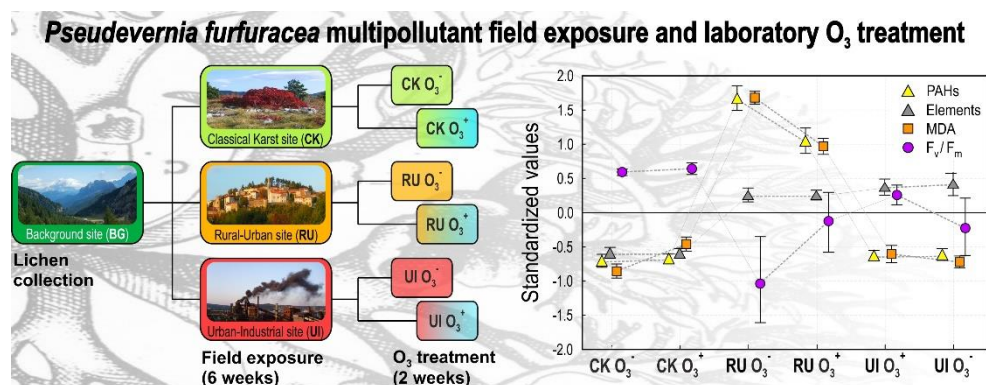 Pseudevernia furfuracea multipollutant field exposure and laboratory O₃ treatment
Background site (BG)
Lichen
collection
Classical Karst site (CK)
Rural-Urban site (RU)
Urban-Industrial site (UI)
Field exposure
(6 weeks)
CK O₃⁻
CK O₃⁺
RU O₃⁻
RU O₃⁺
UI O₃⁻
UI O₃⁺
O₃ treatment
(2 weeks)
Standardized values
2.0
1.5
1.0
0.5
0.0
-0.5
-1.0
-1.5
-2.0
PAHs
Elements
MDA
Fᵥ/Fₘ
CK O₃⁻ CK O₃⁺ RU O₃⁻ RU O₃⁺ UI O₃⁺ UI O₃⁻